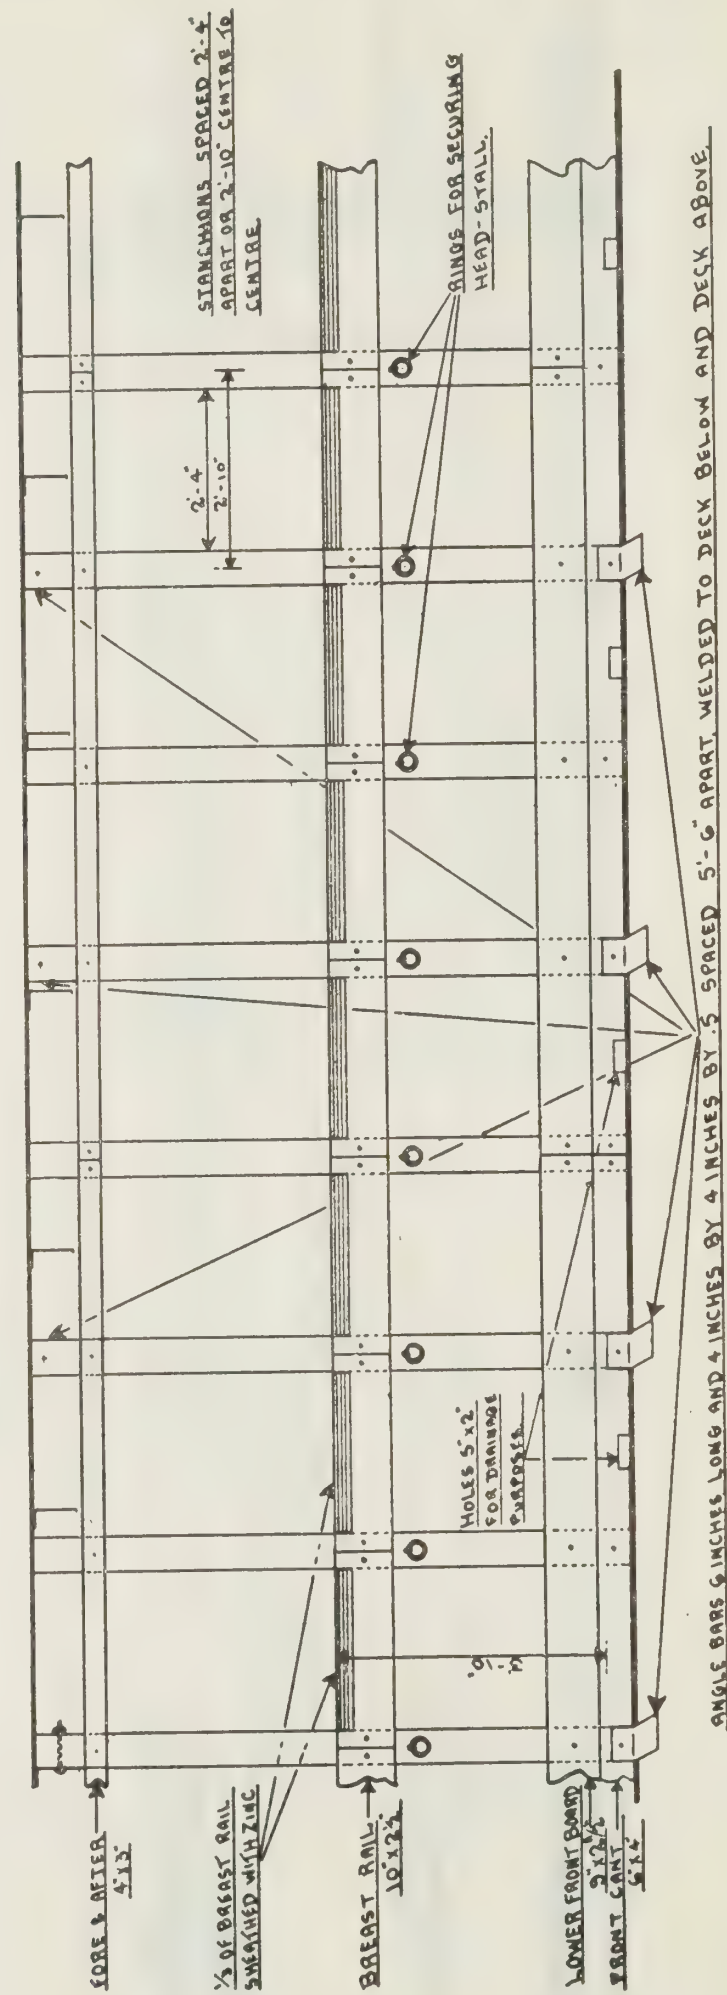 FORE & AFTER
4"X3"
⅓ OF BREAST RAIL
SHEATHED WITH ZINC
BREAST RAIL.
10"X2½"
LOWER FRONT BOARD
9"X2½"
FRONT CANT
6"X4"
HOLES 5"X2"
FOR DRAINAGE
PURPOSES.
2'-4"
2'-10"
STANCHIONS SPACED 2'-4"
APART OR 2'-10" CENTRE TO
CENTRE
RINGS FOR SECURING
HEAD-STALL.
ANGLE BARS 6 INCHES LONG AND 4 INCHES BY 4 INCHES BY .5 SPACED 5'-6" APART. WELDED TO DECK BELOW AND DECK ABOVE.